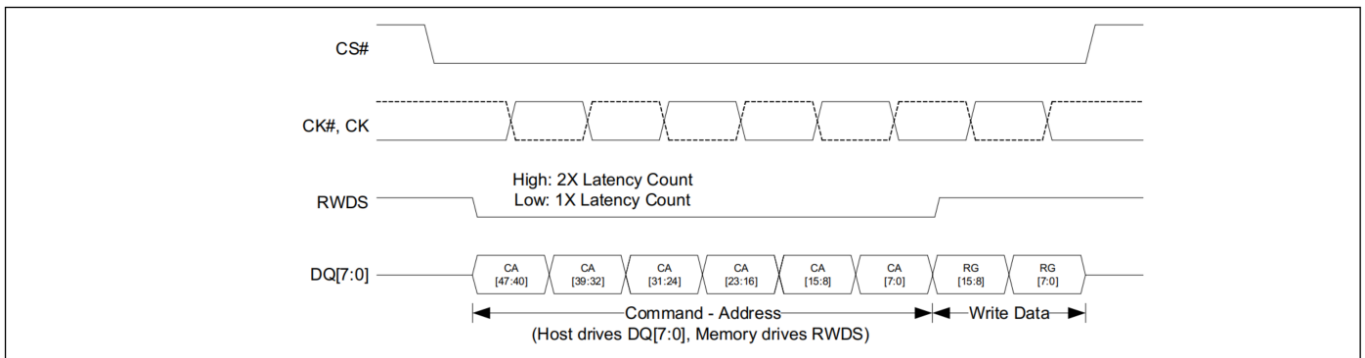 CS#
CK#, CK
High: 2X Latency Count
Low: 1X Latency Count
RWDS
DQ[7:0]
CA [47:40]
CA [39:32]
CA [31:24]
CA [23:16]
CA [15:8]
CA [7:0]
RG [15:8]
RG [7:0]
Command - Address
Write Data
(Host drives DQ[7:0], Memory drives RWDS)